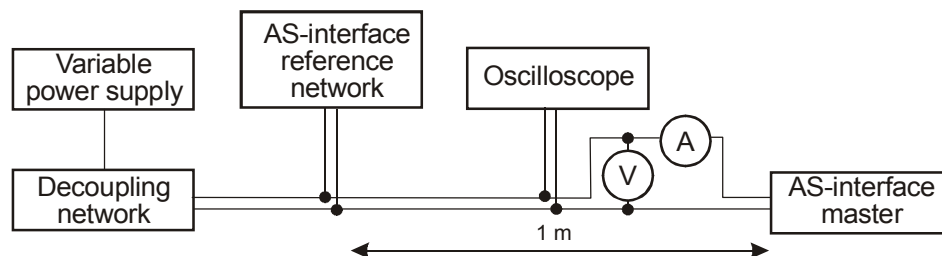 Variable
power supply
AS-interface
reference
network
Oscilloscope
A
V
Decoupling
network
AS-interface
master
1 m